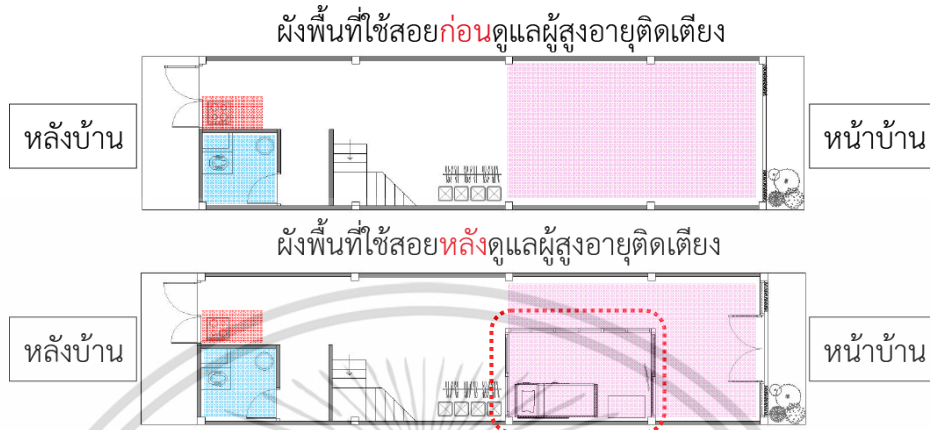 ผังพื้นที่ใช้สอยก่อนดูแลผู้สูงอายุติดเตียง
หลังบ้าน
หน้าบ้าน
ผังพื้นที่ใช้สอยหลังดูแลผู้สูงอายุติดเตียง
หลังบ้าน
หน้าบ้าน